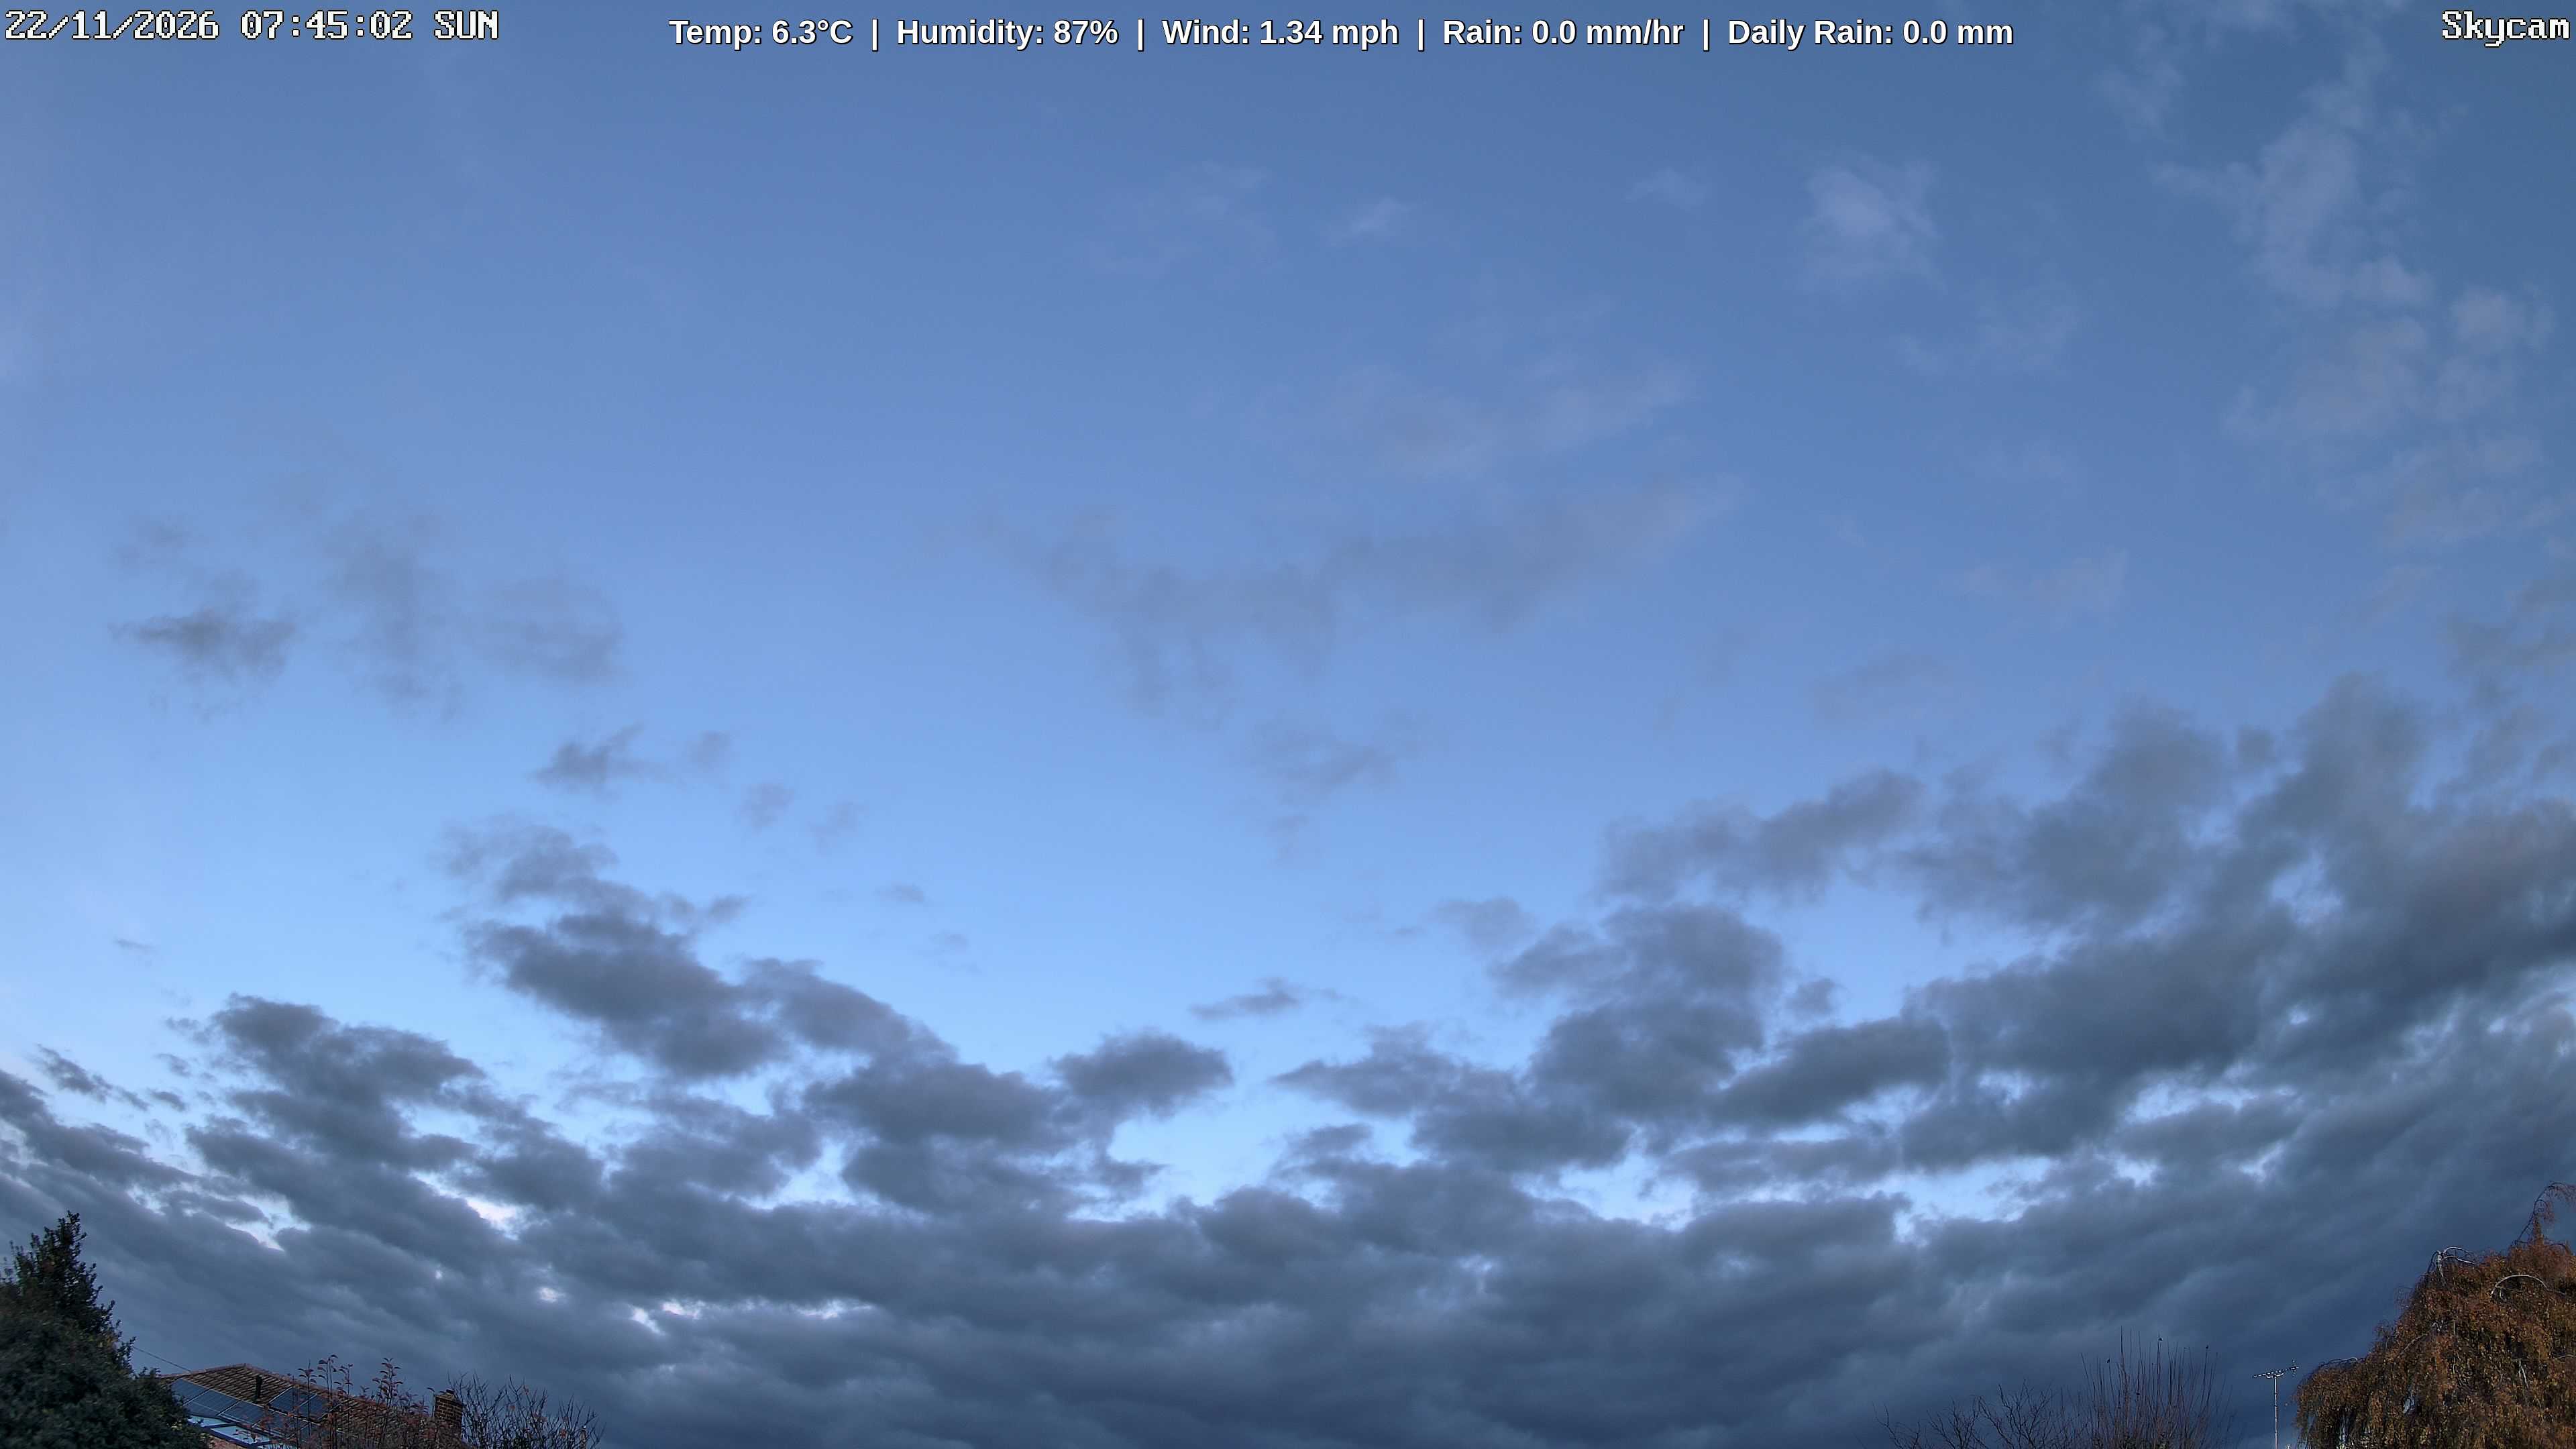 22/11/2026 07:45:02 SUN
Temp: 6.3°C | Humidity: 87% | Wind: 1.34 mph | Rain: 0.0 mm/hr | Daily Rain: 0.0 mm
Skycam